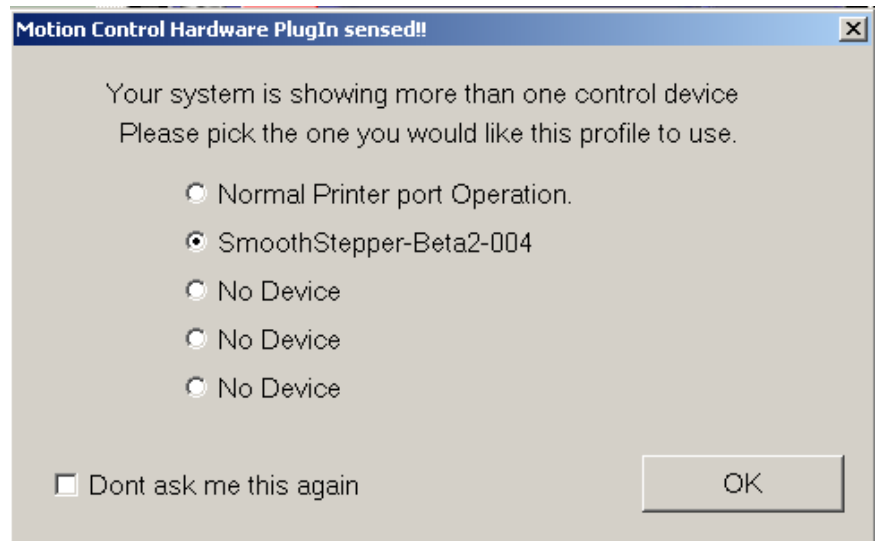 Motion Control Hardware PlugIn sensed!!
Your system is showing more than one control device
Please pick the one you would like this profile to use.
Normal Printer port Operation.
SmoothStepper-Beta2-004
No Device
No Device
No Device
Dont ask me this again
OK